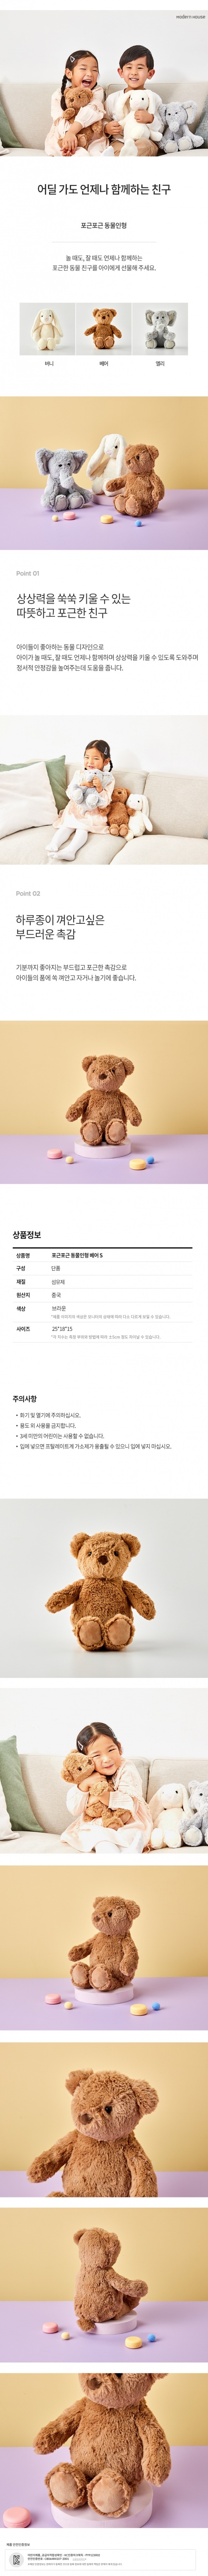 modern house
어딜 가도 언제나 함께하는 친구
포근포근 동물인형
놀 때도, 잘 때도 언제나 함께하는
포근한 동물 친구를 아이에게 선물해 주세요.
버니
베어
엘리
Point 01
상상력을 쑥쑥 키울 수 있는
따뜻하고 포근한 친구
아이들이 좋아하는 동물 디자인으로
아이가 놀 때도, 잘 때도 언제나 함께하며 상상력을 키울 수 있도록 도와주며
정서적 안정감을 높여주는데 도움을 줍니다.
Point 02
하루종이 껴안고싶은
부드러운 촉감
기분까지 좋아지는 부드럽고 포근한 촉감으로
아이들의 품에 쏙 껴안고 자거나 놀기에 좋습니다.
상품정보
상품명 포근포근 동물인형 베어 S
구성 단품
재질 섬유제
원산지 중국
색상 브라운
사이즈 25*18*15
주의사항
• 화기 및 열기에 주의하십시오.
• 용도 외 사용을 금지합니다.
• 3세 미만의 어린이는 사용할 수 없습니다.
• 입에 넣으면 프탈레이트계 가소제가 용출될 수 있으니 입에 넣지 마십시오.
제품 안전인증정보